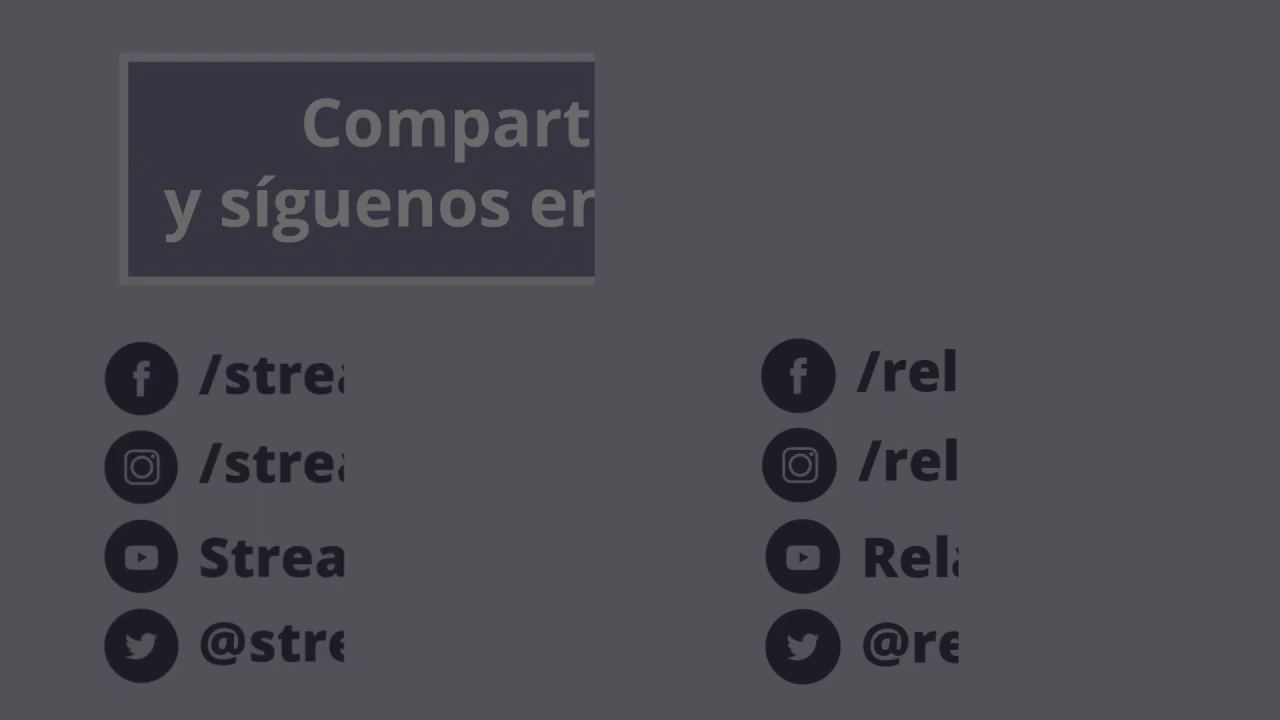 Compart
y síguenos en
/strea
/strea
Strea
@stre
/rel
/rel
Rela
@re